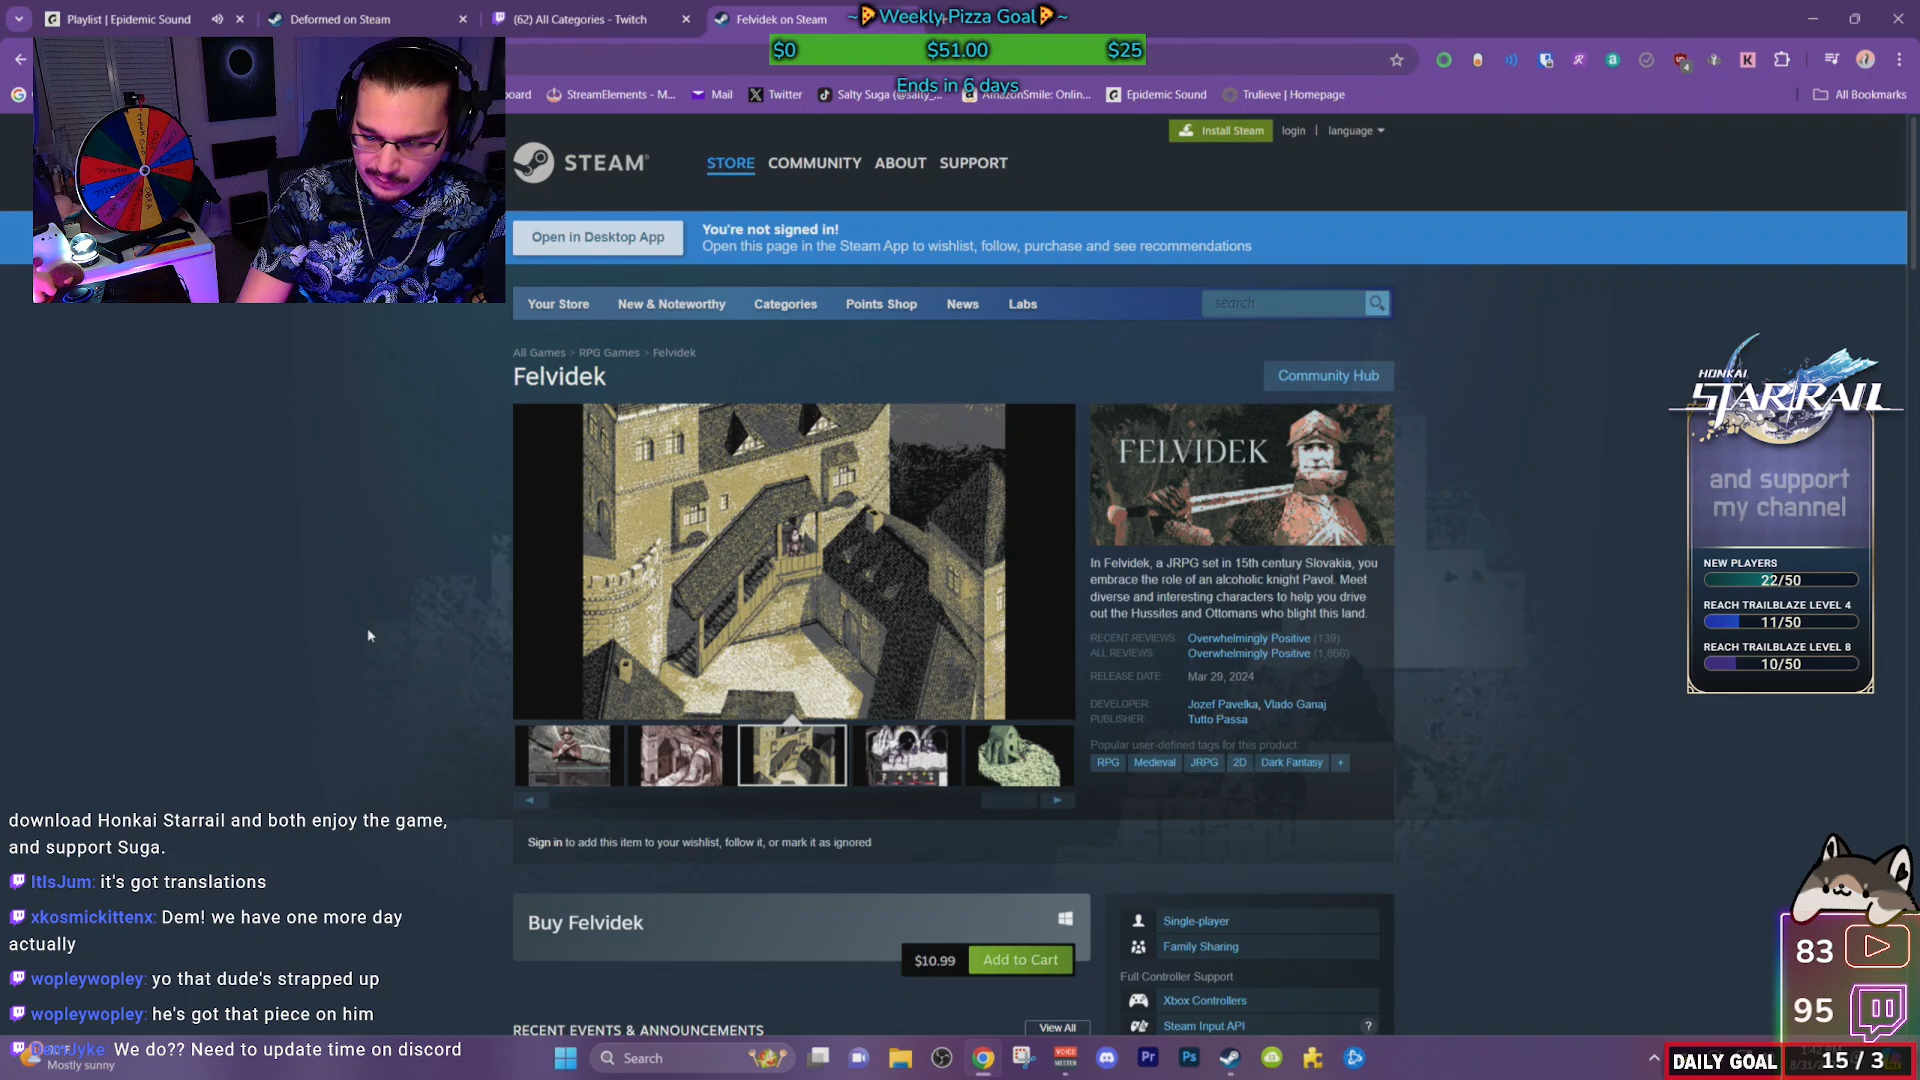 Playlist | Epidemic Sound
Deformed on Steam
(62) All Categories - Twitch
Felvidek on Steam
~🍕Weekly Pizza Goal🍕~
$0 $51.00 $25
Ends in 6 days
StreamElements - M...
Mail
Twitter
Salty Suga (@salty_...
AmazonSmile: Onlin...
Epidemic Sound
Trulieve | Homepage
All Bookmarks
Install Steam
login | language
STEAM
STORE COMMUNITY ABOUT SUPPORT
Open in Desktop App
You're not signed in!
Open this page in the Steam App to wishlist, follow, purchase and see recommendations
Your Store New & Noteworthy Categories Points Shop News Labs
search
All Games > RPG Games > Felvidek
Felvidek
Community Hub
FELVIDEK
In Felvidek, a JRPG set in 15th century Slovakia, you
embrace the role of an alcoholic knight Pavol. Meet
diverse and interesting characters to help you drive
out the Hussites and Ottomans who blight this land.
RECENT REVIEWS: Overwhelmingly Positive (139)
ALL REVIEWS: Overwhelmingly Positive (1,866)
RELEASE DATE: Mar 29, 2024
DEVELOPER: Jozef Pavelka, Vlado Ganaj
PUBLISHER: Tutto Passa
Popular user-defined tags for this product:
RPG Medieval JRPG 2D Dark Fantasy +
Sign in to add this item to your wishlist, follow it, or mark it as ignored
Buy Felvidek
$10.99 Add to Cart
Single-player
Family Sharing
Full Controller Support
Xbox Controllers
Steam Input API ?
RECENT EVENTS & ANNOUNCEMENTS
View All
HONKAI
STAR RAIL
and support
my channel
NEW PLAYERS
22/50
REACH TRAILBLAZE LEVEL 4
11/50
REACH TRAILBLAZE LEVEL 8
10/50
download Honkai Starrail and both enjoy the game,
and support Suga.
ItIsJum: it's got translations
xkosmickittenx: Dem! we have one more day
actually
wopleywopley: yo that dude's strapped up
wopleywopley: he's got that piece on him
DemJyke: We do?? Need to update time on discord
Mostly sunny
Search
VOICE
MEETER
Pr
Ps
83
95
DAILY GOAL 15 / 3